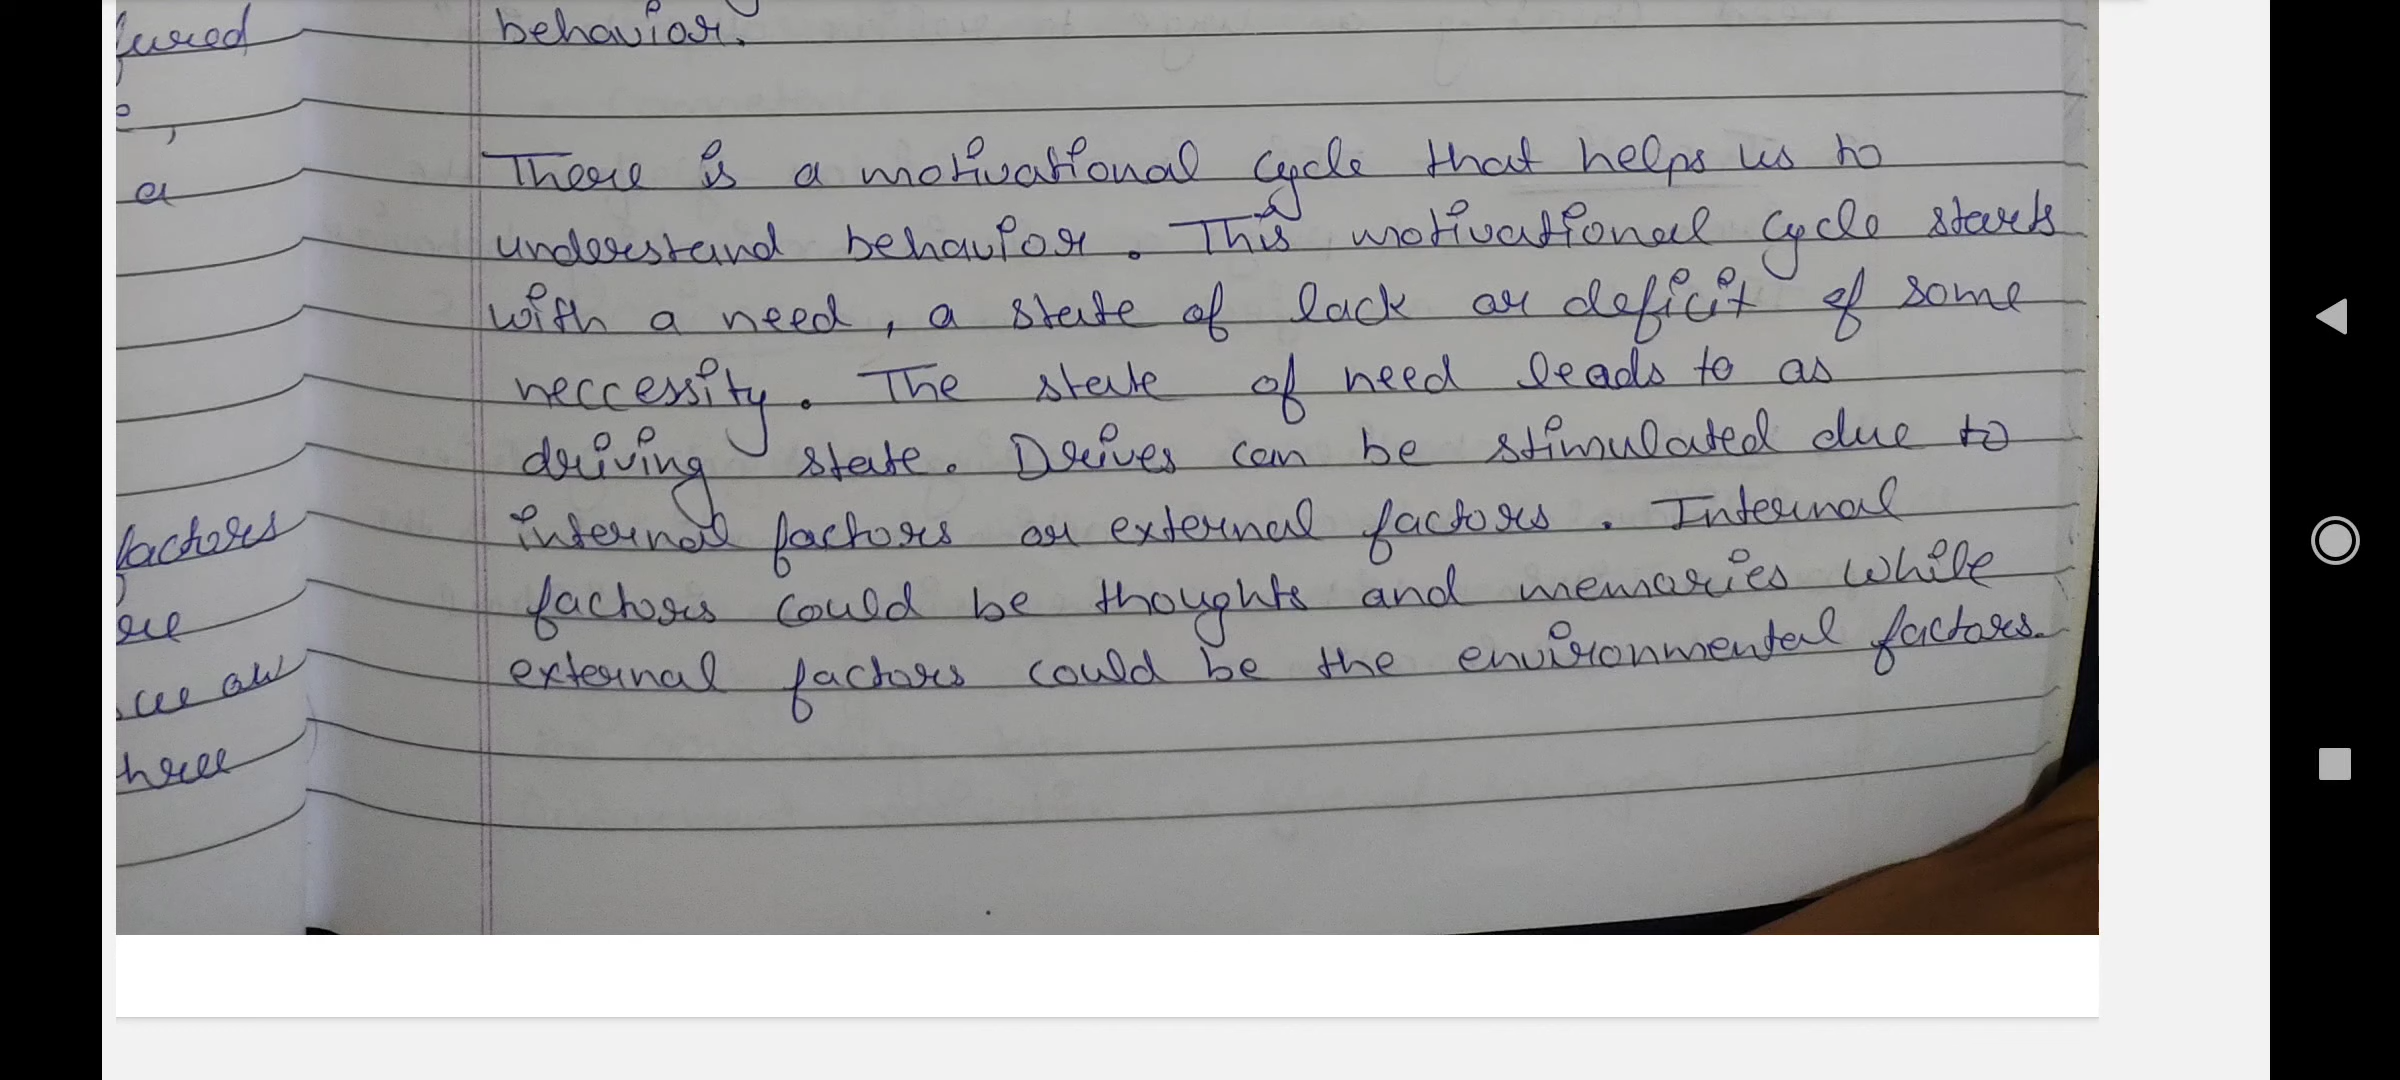 behavior.
There is a motivational cycle that helps us to
understand behavior. This motivational cycle starts
with a need, a state of lack or deficit of some
neccessity. The state of need leads to as
driving state. Drives can be stimulated due to
internal factors or external factors. Internal
factors could be thoughts and memories while
external factors could be the environmental factors.
a
factors